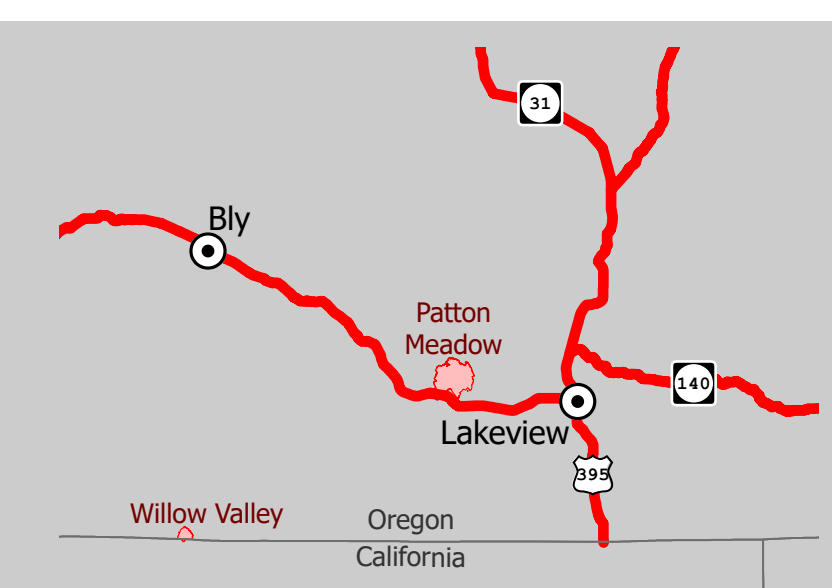 31
Bly
Patton
Meadow
140
Lakeview
395
Willow Valley
Oregon
California